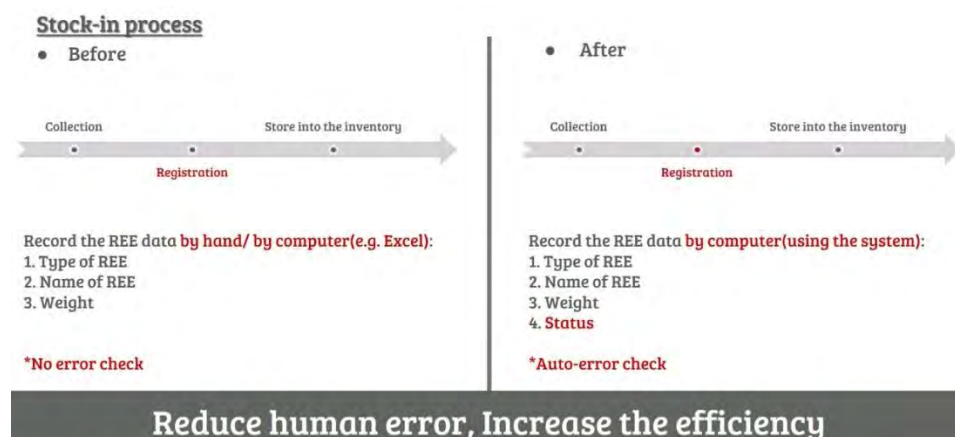 Stock-in process
● Before
Collection
Store into the inventory
Registration
Record the REE data by hand/ by computer(e.g. Excel):
1. Type of REE
2. Name of REE
3. Weight
*No error check
● After
Collection
Store into the inventory
Registration
Record the REE data by computer(using the system):
1. Type of REE
2. Name of REE
3. Weight
4. Status
*Auto-error check
Reduce human error, Increase the efficiency